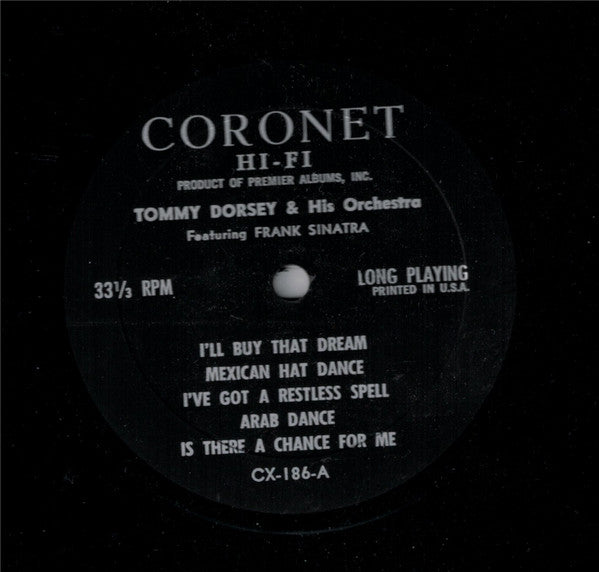 CORONET
HI-FI
PRODUCT OF PREMIER ALBUMS, INC.
TOMMY DORSEY & His Orchestra
Featuring FRANK SINATRA
33⅓ RPM
LONG PLAYING
PRINTED IN U.S.A.
I'LL BUY THAT DREAM
MEXICAN HAT DANCE
I'VE GOT A RESTLESS SPELL
ARAB DANCE
IS THERE A CHANCE FOR ME
CX-186-A